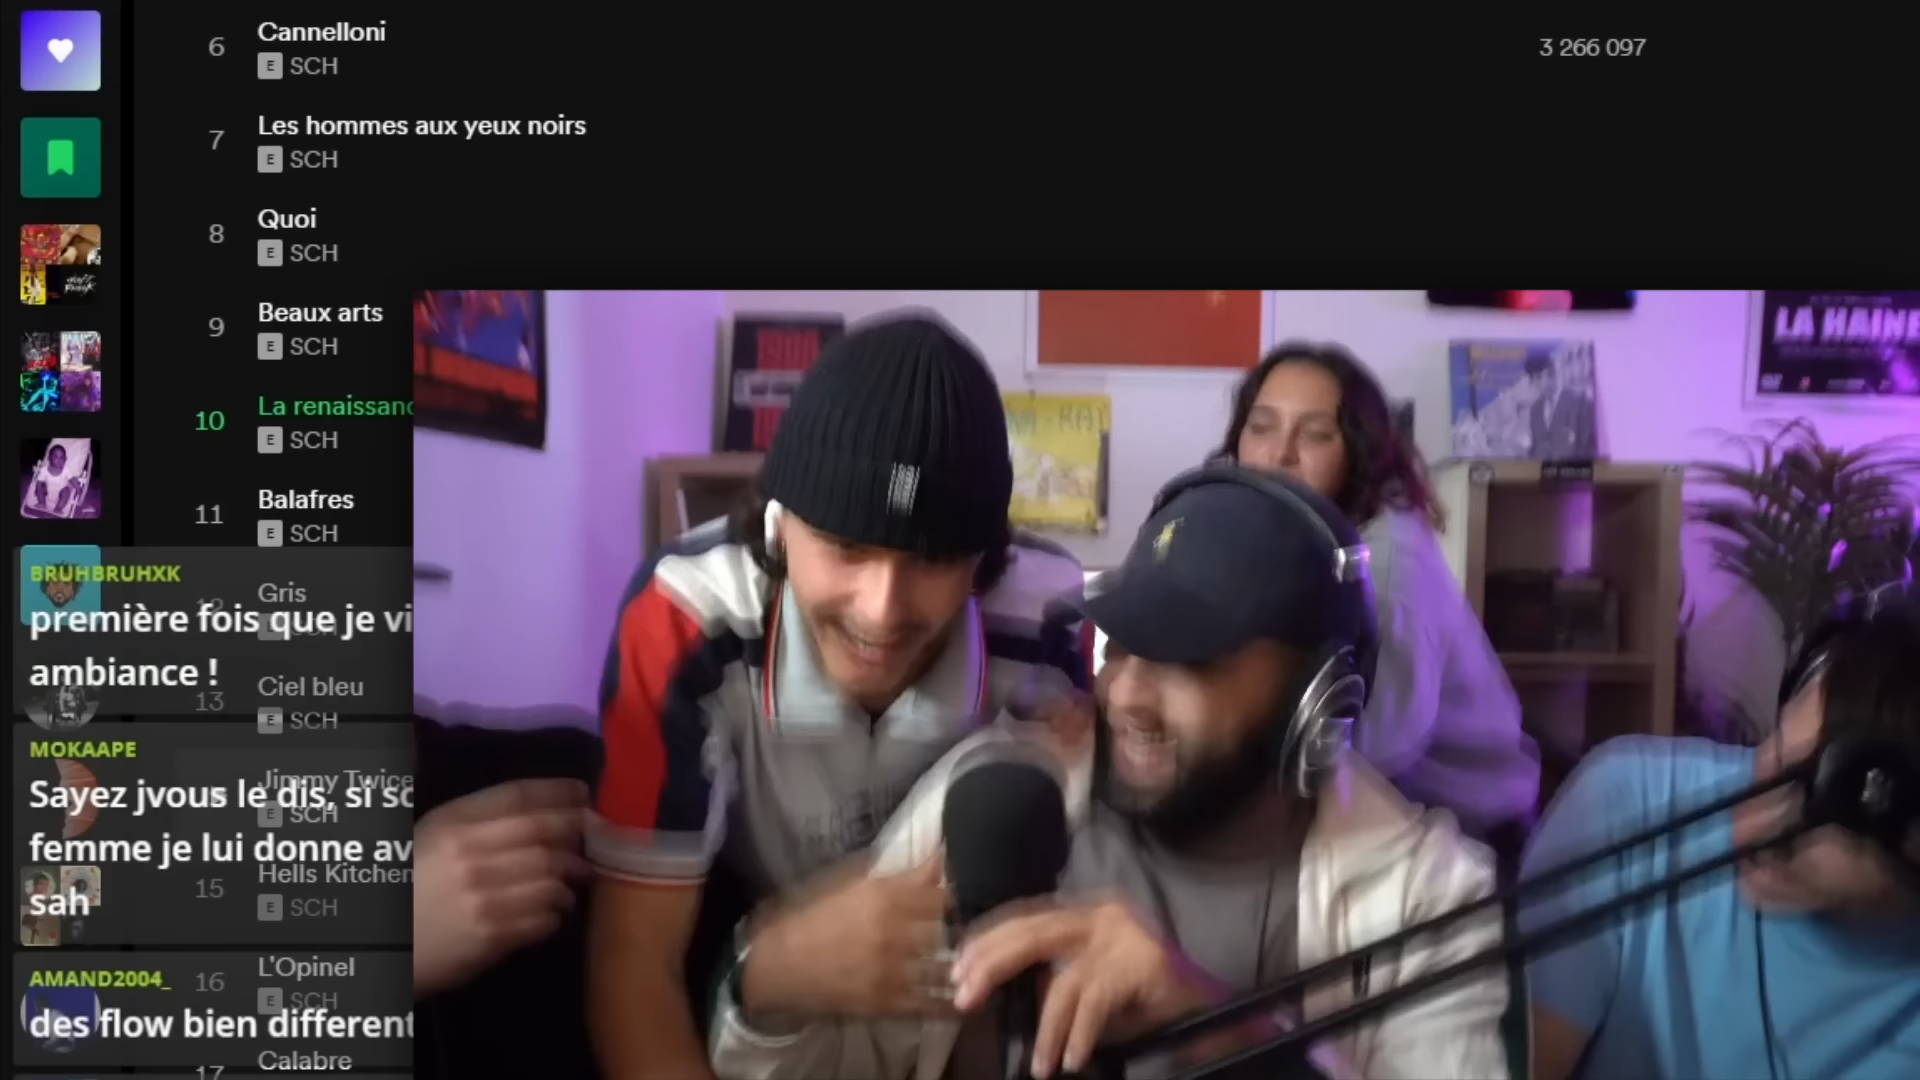 6
Cannelloni
3 266 097
E SCH
7
Les hommes aux yeux noirs
E SCH
8
Quoi
E SCH
9
Beaux arts
E SCH
10
La renaissanc
E SCH
11
Balafres
E SCH
12
Gris
BRUHBRUHXK
première fois que je vi
ambiance !
13
Ciel bleu
E SCH
MOKAAPE
Jimmy Twice
E SCH
Sayez jvous le dis, si so
femme je lui donne av
sah
15
Hells Kitchen
E SCH
16
L'Opinel
E SCH
AMAND2004_
des flow bien different
17
Calabre
LA HAINE